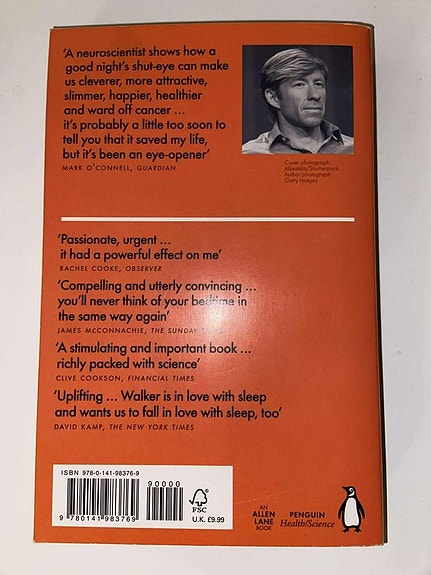 ‘A neuroscientist shows how a
good night's shut-eye can make
us cleverer, more attractive,
slimmer, happier, healthier
and ward off cancer ...
it's probably a little too soon to
tell you that it saved my life,
but it's been an eye-opener’
MARK O'CONNELL, GUARDIAN
Cover photograph:
Alkestida/Shutterstock
Author photograph:
Getty Images
‘Passionate, urgent ...
it had a powerful effect on me’
RACHEL COOKE, OBSERVER
‘Compelling and utterly convincing ...
you'll never think of your bedtime in
the same way again’
JAMES McCONNACHIE, THE SUNDAY
‘A stimulating and important book ...
richly packed with science’
CLIVE COOKSON, FINANCIAL TIMES
‘Uplifting ... Walker is in love with sleep
and wants us to fall in love with sleep, too’
DAVID KAMP, THE NEW YORK TIMES
ISBN 978-0-141-98376-9
90000
9 780141 983769
FSC
U.K. £9.99
AN
ALLEN
LANE
BOOK
PENGUIN
Health/Science